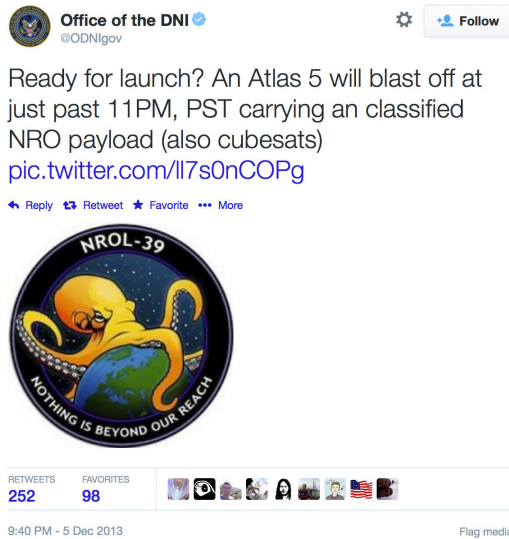 Office of the DNI
@ODNIgov
Follow
Ready for launch? An Atlas 5 will blast off at
just past 11PM, PST carrying an classified
NRO payload (also cubesats)
pic.twitter.com/ll7s0nCOPg
Reply Retweet Favorite More
NROL-39
NOTHING IS BEYOND OUR REACH
RETWEETS FAVORITES
252 98
9:40 PM - 5 Dec 2013
Flag media